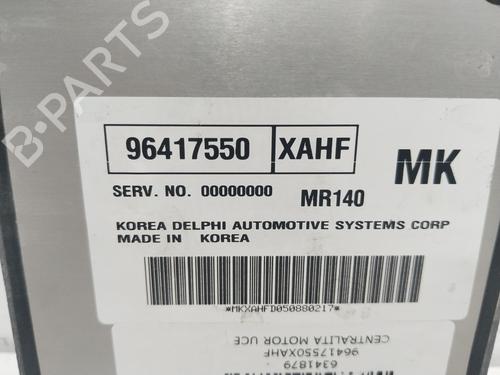 B-PARTS
96417550 XAHF
MK
SERV. NO. 00000000 MR140
KOREA DELPHI AUTOMOTIVE SYSTEMS CORP
MADE IN KOREA
*MKXAHFD050880217*
CENTRALITA MOTOR UCE
96417550XAHF
6341879